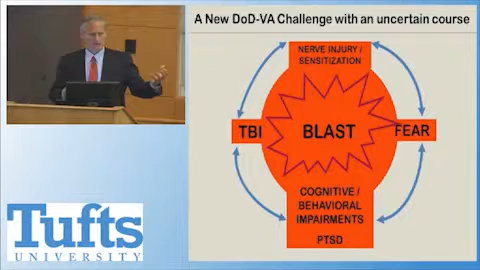 A New DoD-VA Challenge with an uncertain course
NERVE INJURY /
SENSITIZATION
TBI
BLAST
FEAR
COGNITIVE /
BEHAVIORAL
IMPAIRMENTS
PTSD
Tufts
UNIVERSITY